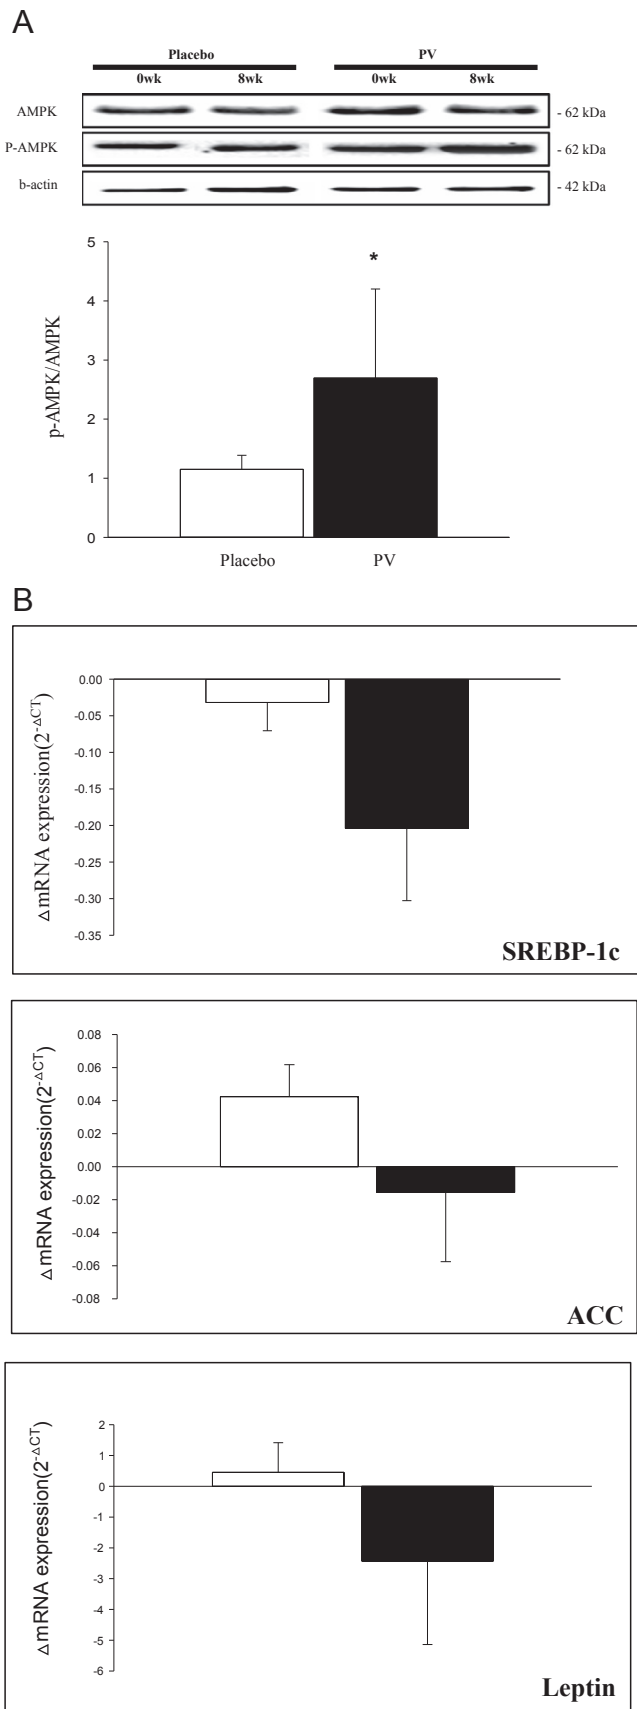 A
Placebo PV
0wk 8wk 0wk 8wk
AMPK - 62 kDa
P-AMPK - 62 kDa
b-actin - 42 kDa
5
4
3
2
1
0
p-AMPK/AMPK
*
Placebo PV
B
0.00
-0.05
-0.10
-0.15
-0.20
-0.25
-0.30
-0.35
△mRNA expression(2^-ΔCT)
SREBP-1c
0.08
0.06
0.04
0.02
0.00
-0.02
-0.04
-0.06
-0.08
△mRNA expression(2^-ΔCT)
ACC
2
1
0
-1
-2
-3
-4
-5
-6
△mRNA expression(2^-ΔCT)
Leptin